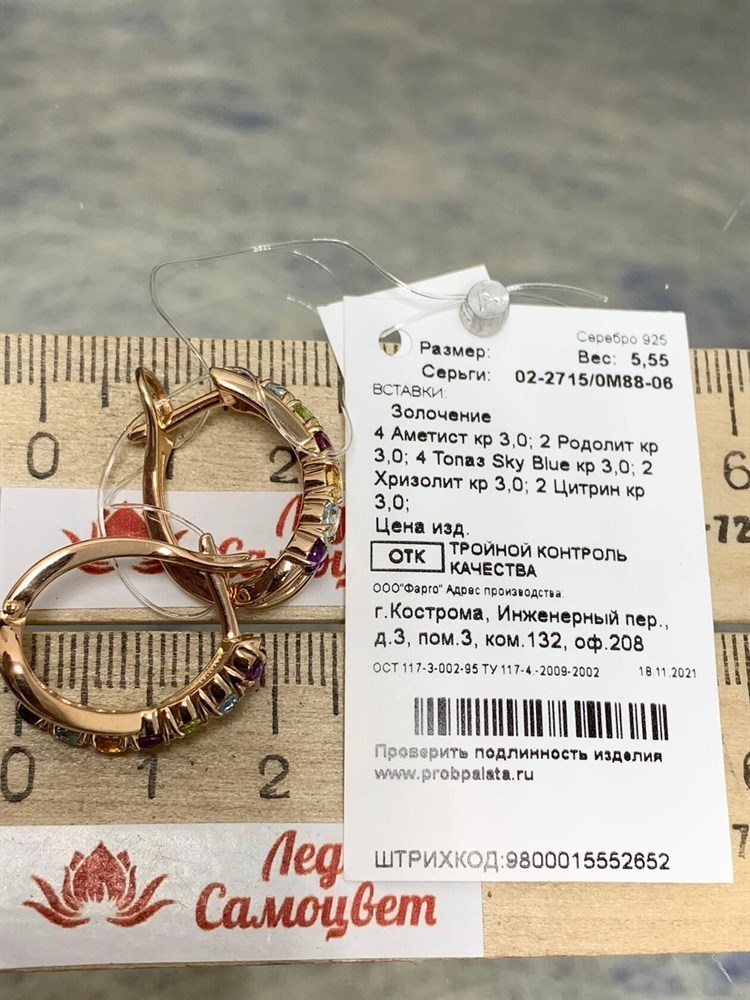 Серебро 925
Размер:
Вес: 5,55
Серьги: 02-2715/0М88-06
ВСТАВКИ:
Золочение
4 Аметист кр 3,0; 2 Родолит кр
3,0; 4 Топаз Sky Blue кр 3,0; 2
Хризолит кр 3,0; 2 Цитрин кр
3,0;
Цена изд.
ОТК ТРОЙНОЙ КОНТРОЛЬ
КАЧЕСТВА
ООО"Фарго" Адрес производства:
г.Кострома, Инженерный пер.,
д.3, пом.3, ком.132, оф.208
ОСТ 117-3-002-95 ТУ 117-4.-2009-2002 18.11.2021
Проверить подлинность изделия
www.probpalata.ru
ШТРИХКОД:9800015552652
0 2 6
-72
0 1 2 7
Лед
Самоцвет